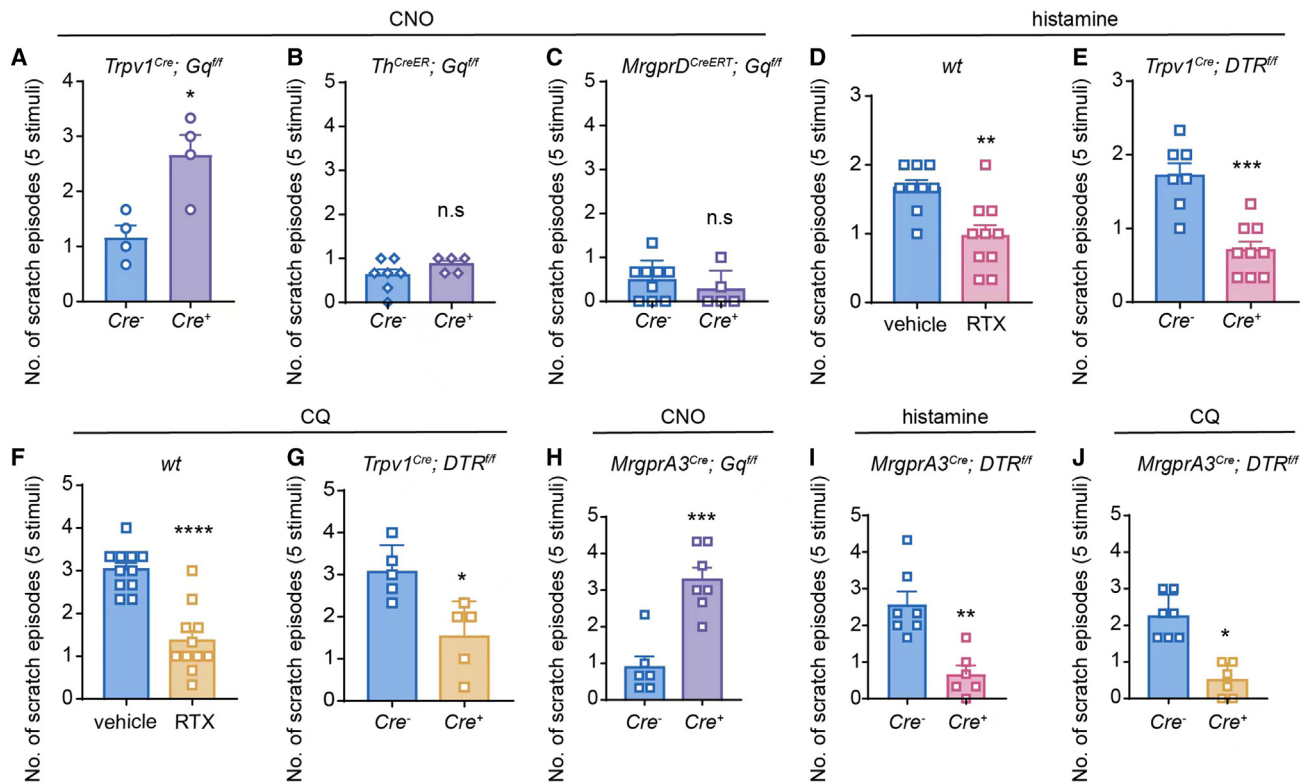 CNO
histamine
A
Trpv1Cre; Gqf/f
No. of scratch episodes (5 stimuli)
4
3
2
1
0
*
Cre-
Cre+
B
ThCreER; Gqf/f
No. of scratch episodes (5 stimuli)
5
4
3
2
1
0
n.s
Cre-
Cre+
C
MrgprDCreERT; Gqf/f
No. of scratch episodes (5 stimuli)
5
4
3
2
1
0
n.s
Cre-
Cre+
D
wt
No. of scratch episodes (5 stimuli)
3
2
1
0
**
vehicle
RTX
E
Trpv1Cre; DTRf/f
No. of scratch episodes (5 stimuli)
3
2
1
0
***
Cre-
Cre+
CQ
CNO
histamine
CQ
F
wt
No. of scratch episodes (5 stimuli)
5
4
3
2
1
0
****
vehicle
RTX
G
Trpv1Cre; DTRf/f
No. of scratch episodes (5 stimuli)
5
4
3
2
1
0
*
Cre-
Cre+
H
MrgprA3Cre; Gqf/f
No. of scratch episodes (5 stimuli)
5
4
3
2
1
0
***
Cre-
Cre+
I
MrgprA3Cre; DTRf/f
No. of scratch episodes (5 stimuli)
5
4
3
2
1
0
**
Cre-
Cre+
J
MrgprA3Cre; DTRf/f
No. of scratch episodes (5 stimuli)
5
4
3
2
1
0
*
Cre-
Cre+